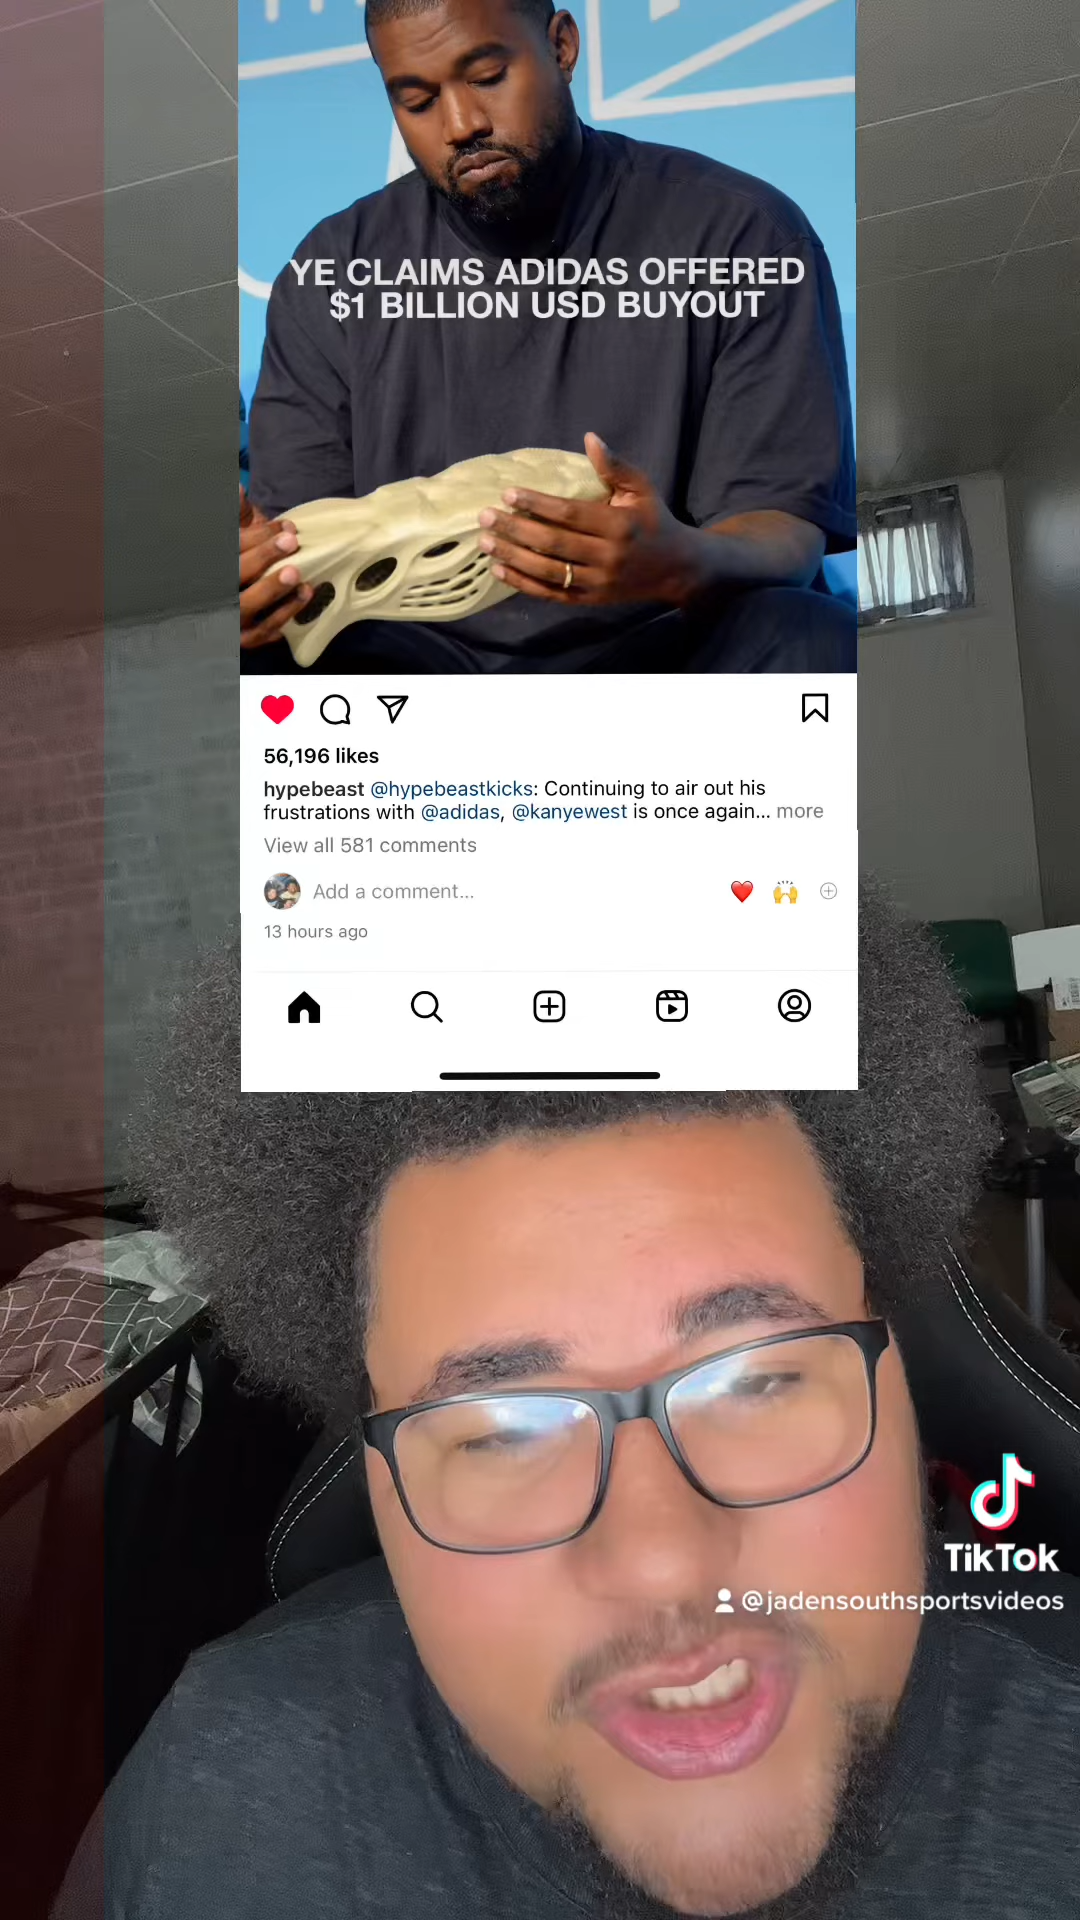 YE CLAIMS ADIDAS OFFERED
$1 BILLION USD BUYOUT
56,196 likes
hypebeast @hypebeastkicks: Continuing to air out his
frustrations with @adidas, @kanyewest is once again... more
View all 581 comments
Add a comment...
13 hours ago
TikTok
@jadensouthsportsvideos